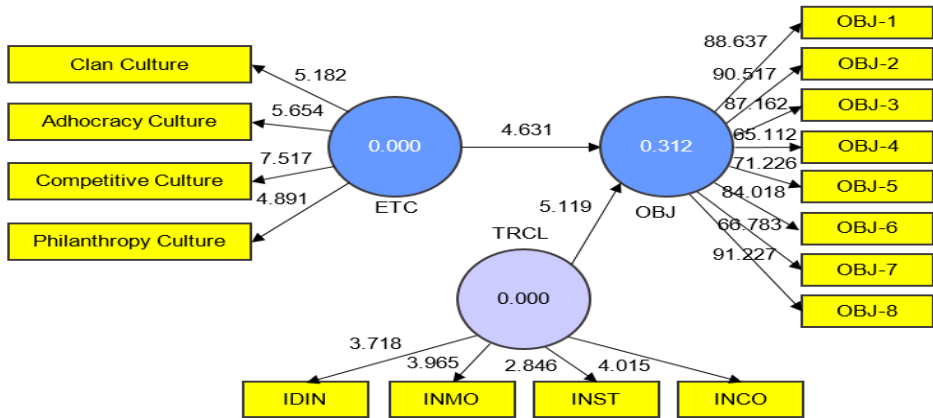 OBJ-1
88.637
Clan Culture
5.182
90.517
OBJ-2
Adhocracy Culture
5.654
87.162
OBJ-3
0.000
4.631
0.312
65.112
OBJ-4
Competitive Culture
7.517
71.226
OBJ-5
4.891
ETC
5.119
OBJ
84.018
OBJ-6
Philanthropy Culture
TRCL
66.783
OBJ-7
91.227
0.000
OBJ-8
3.718
3.965
2.846
4.015
IDIN
INMO
INST
INCO